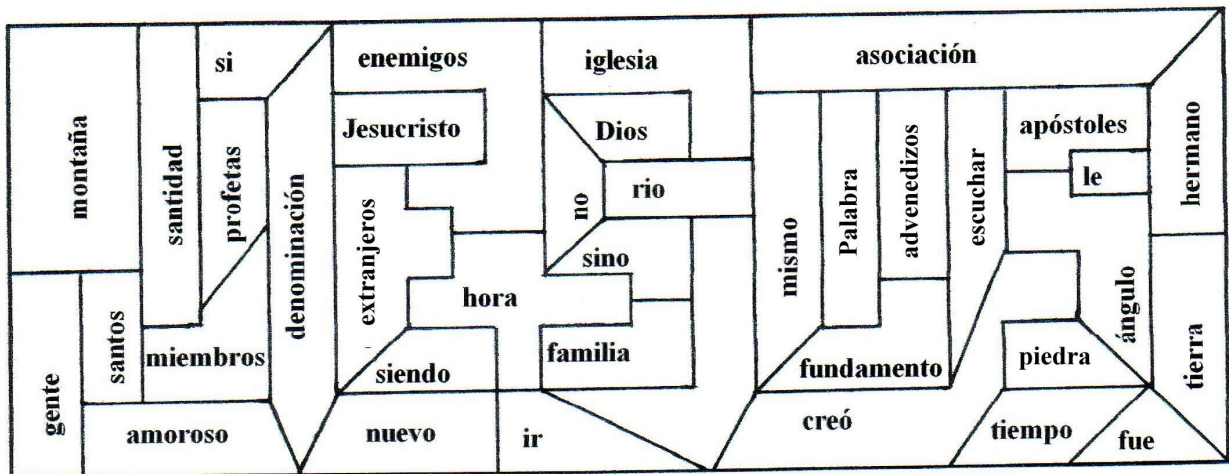 si
enemigos
iglesia
asociación
montaña
santidad
profetas
denominación
Jesucristo
Dios
no
rio
mismo
Palabra
advenedizos
escuchar
apóstoles
le
hermano
extranjeros
hora
sino
ángulo
gente
santos
miembros
siendo
familia
fundamento
piedra
tierra
amoroso
nuevo
ir
creó
tiempo
fue